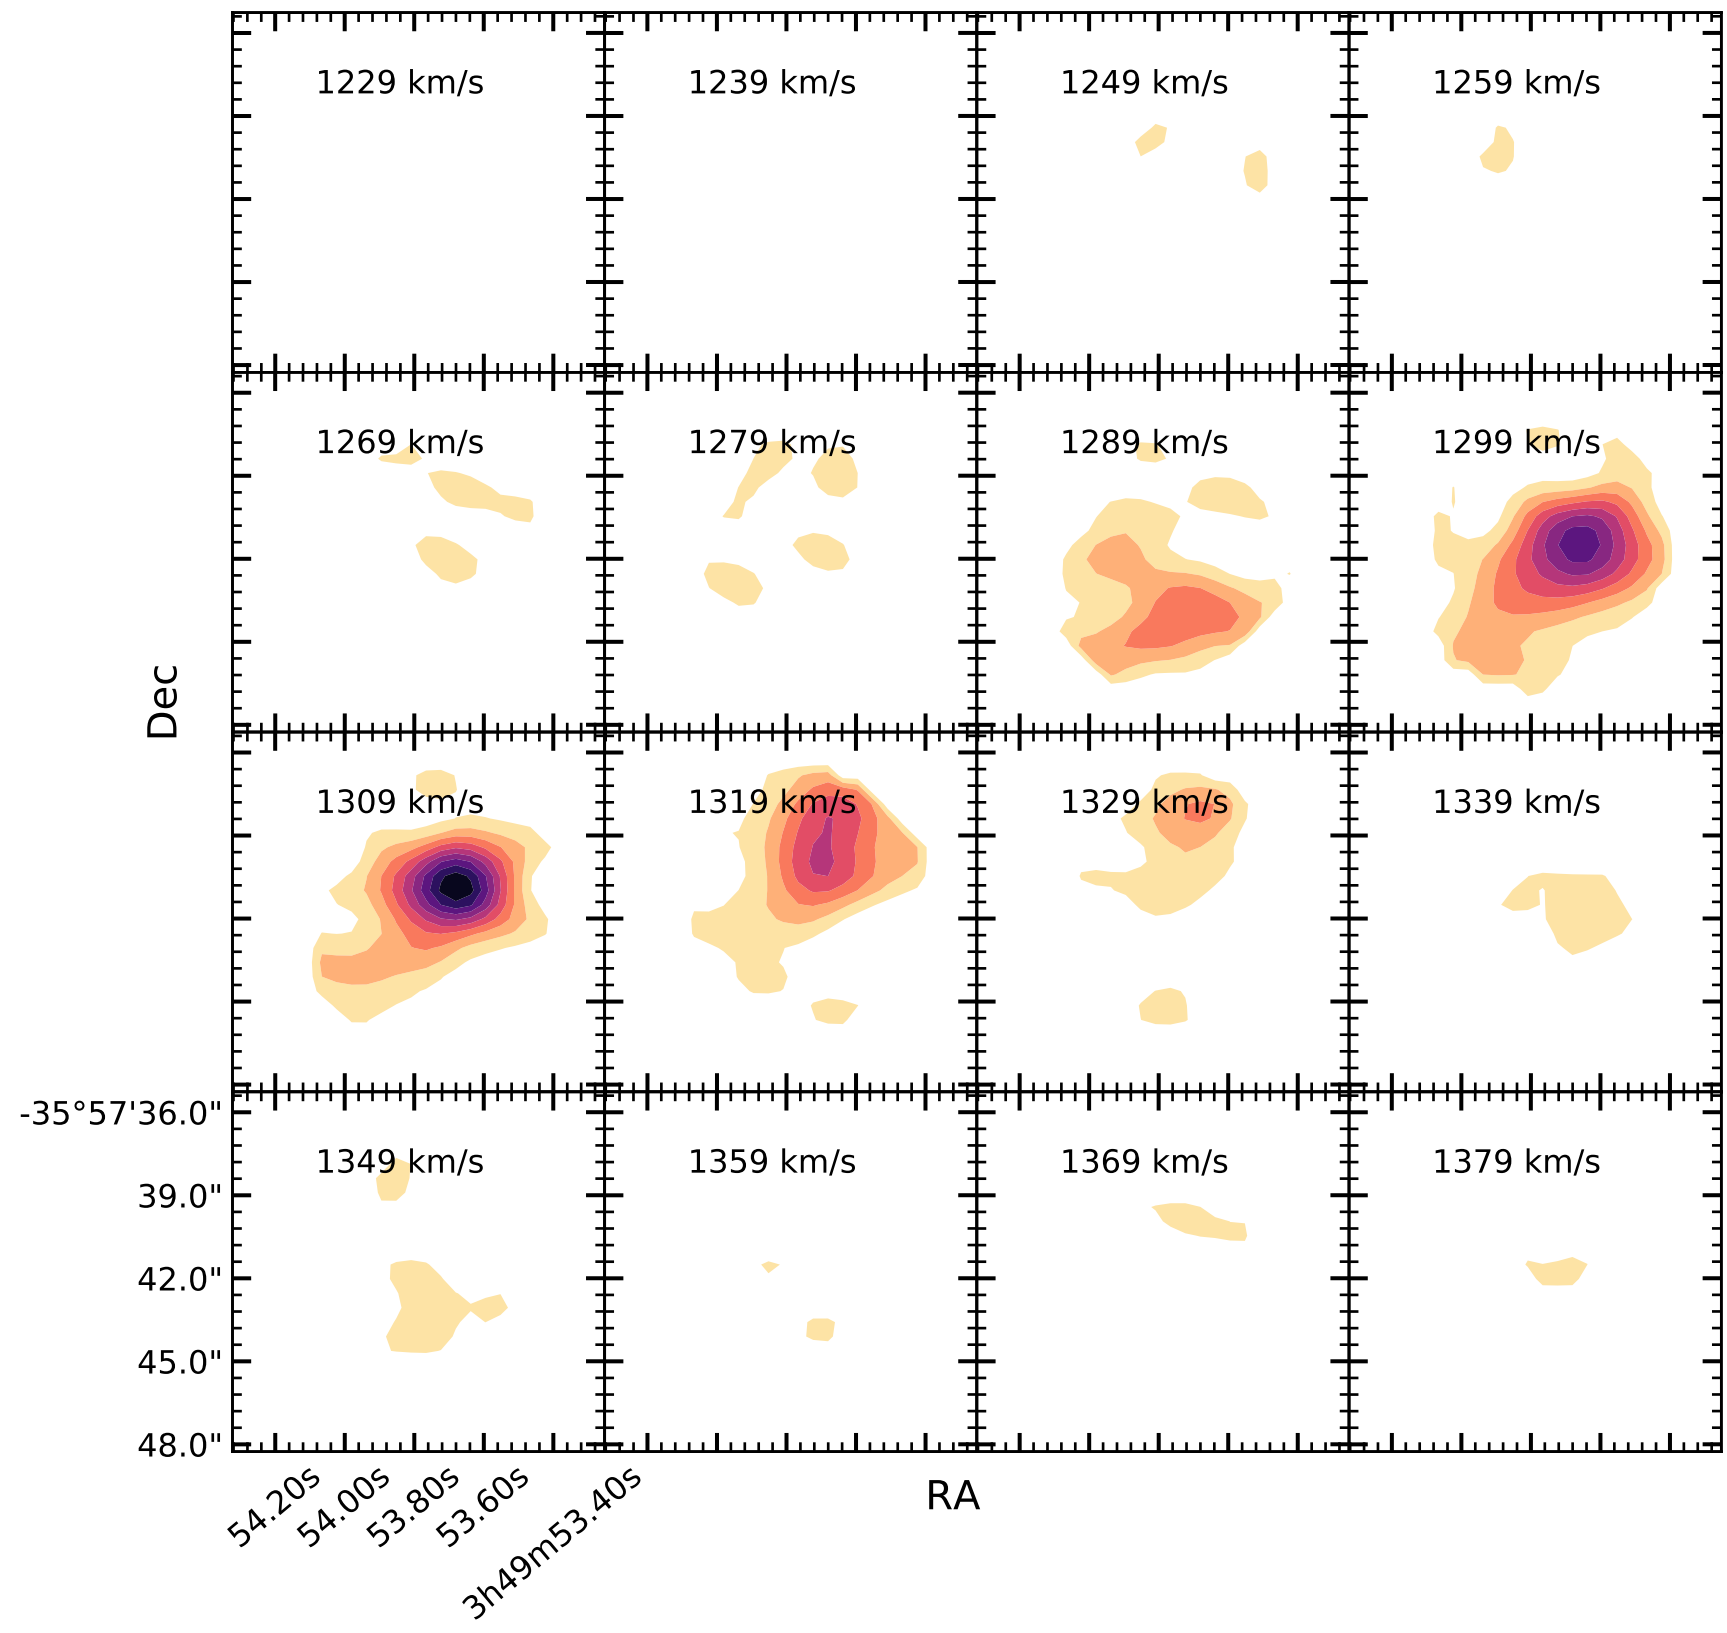 1229 km/s
1239 km/s
1249 km/s
1259 km/s
1269 km/s
1279 km/s
1289 km/s
1299 km/s
Dec
1309 km/s
1319 km/s
1329 km/s
1339 km/s
-35°57'36.0"
1349 km/s
1359 km/s
1369 km/s
1379 km/s
39.0"
42.0"
45.0"
48.0"
54.20s
54.00s
53.80s
53.60s
3h49m53.40s
RA